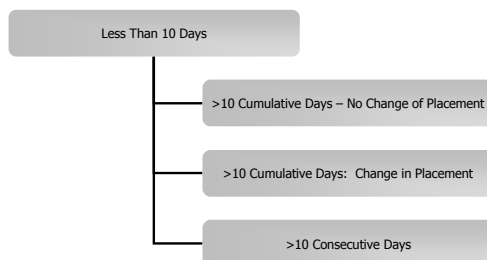 Less Than 10 Days
>10 Cumulative Days – No Change of Placement
>10 Cumulative Days: Change in Placement
>10 Consecutive Days